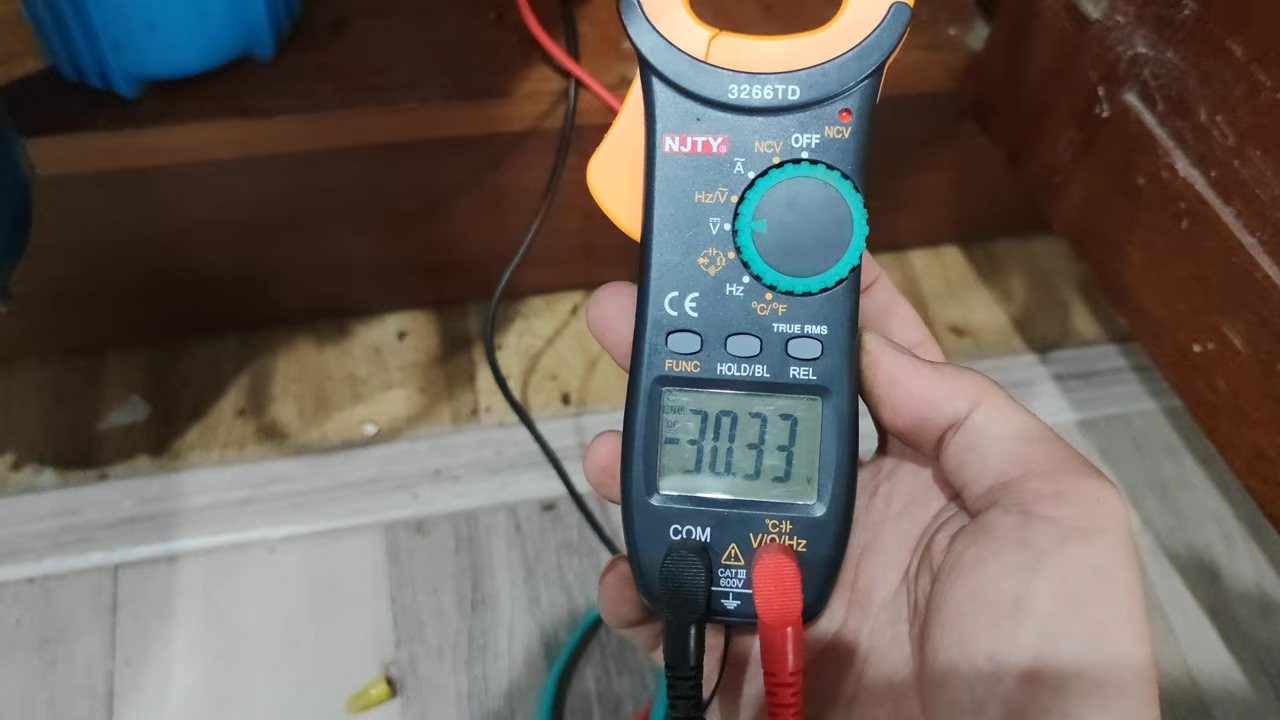 3266TD
NCV
NJTY®
NCV
OFF
Ã
Hz/Ṽ
V
Ω
Hz
°C/°F
CE
TRUE RMS
FUNC
HOLD/BL
REL
-30.33
COM
°C
V/Ω/Hz
CAT III
600V